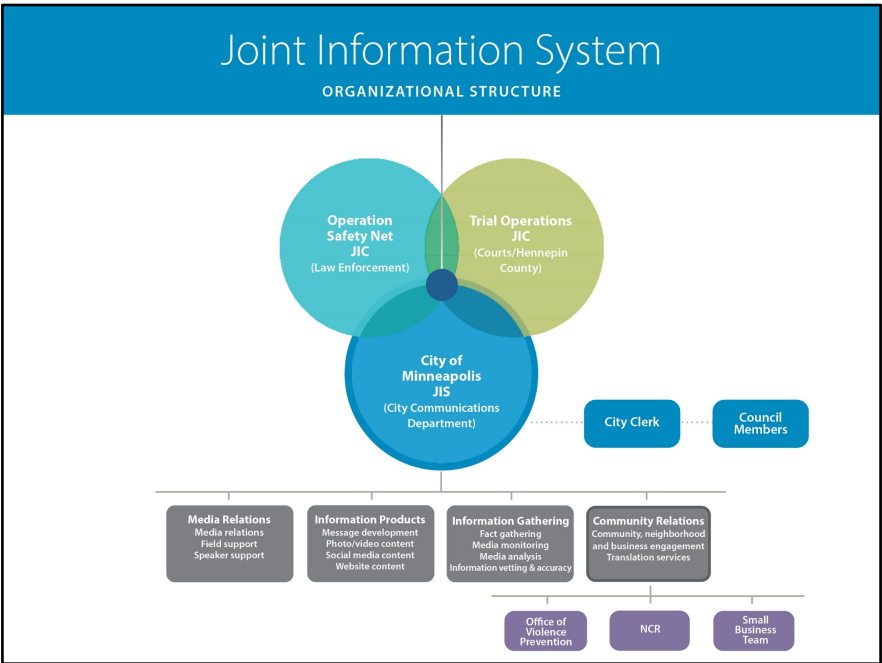 Joint Information System
ORGANIZATIONAL STRUCTURE
Operation
Safety Net
JIC
(Law Enforcement)
Trial Operations
JIC
(Courts/Hennepin
County)
City of
Minneapolis
JIS
(City Communications
Department)
City Clerk
Council
Members
Media Relations
Media relations
Field support
Speaker support
Information Products
Message development
Photo/video content
Social media content
Website content
Information Gathering
Fact gathering
Media monitoring
Media analysis
Information vetting & accuracy
Community Relations
Community, neighborhood
and business engagement
Translation services
Office of
Violence
Prevention
NCR
Small
Business
Team